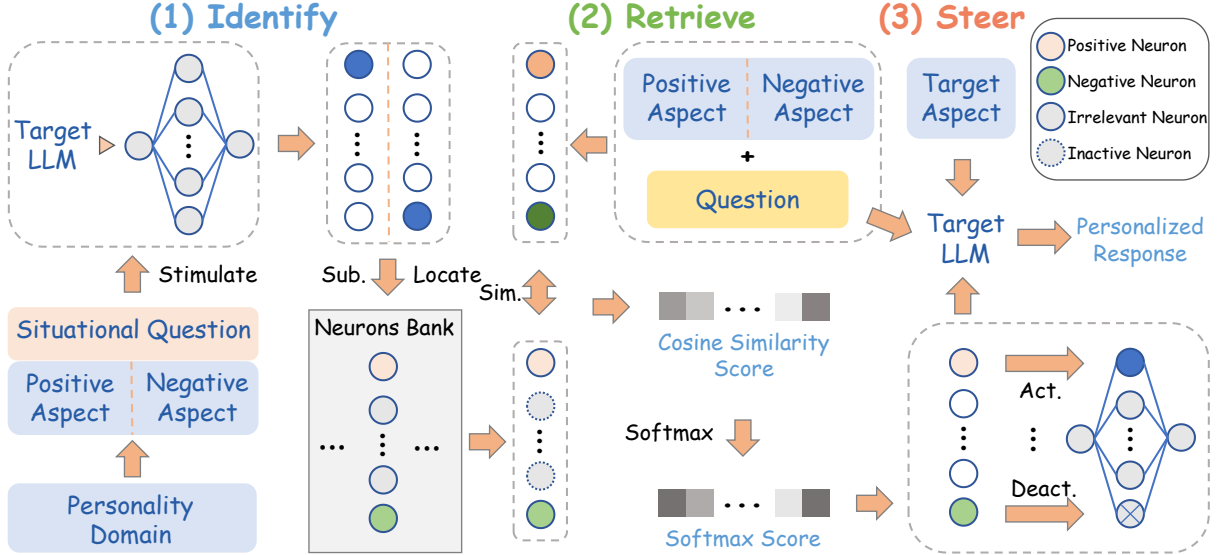 (1) Identify
Target
LLM
Stimulate
Situational Question
Positive
Aspect
Negative
Aspect
Personality
Domain
Sub.
Locate
Neurons Bank
...
...
(2) Retrieve
Positive
Aspect
Negative
Aspect
+
Question
Sim.
...
Cosine Similarity
Score
Softmax
...
Softmax Score
(3) Steer
Target
Aspect
Target
LLM
Personalized
Response
Act.
Deact.
Positive Neuron
Negative Neuron
Irrelevant Neuron
Inactive Neuron